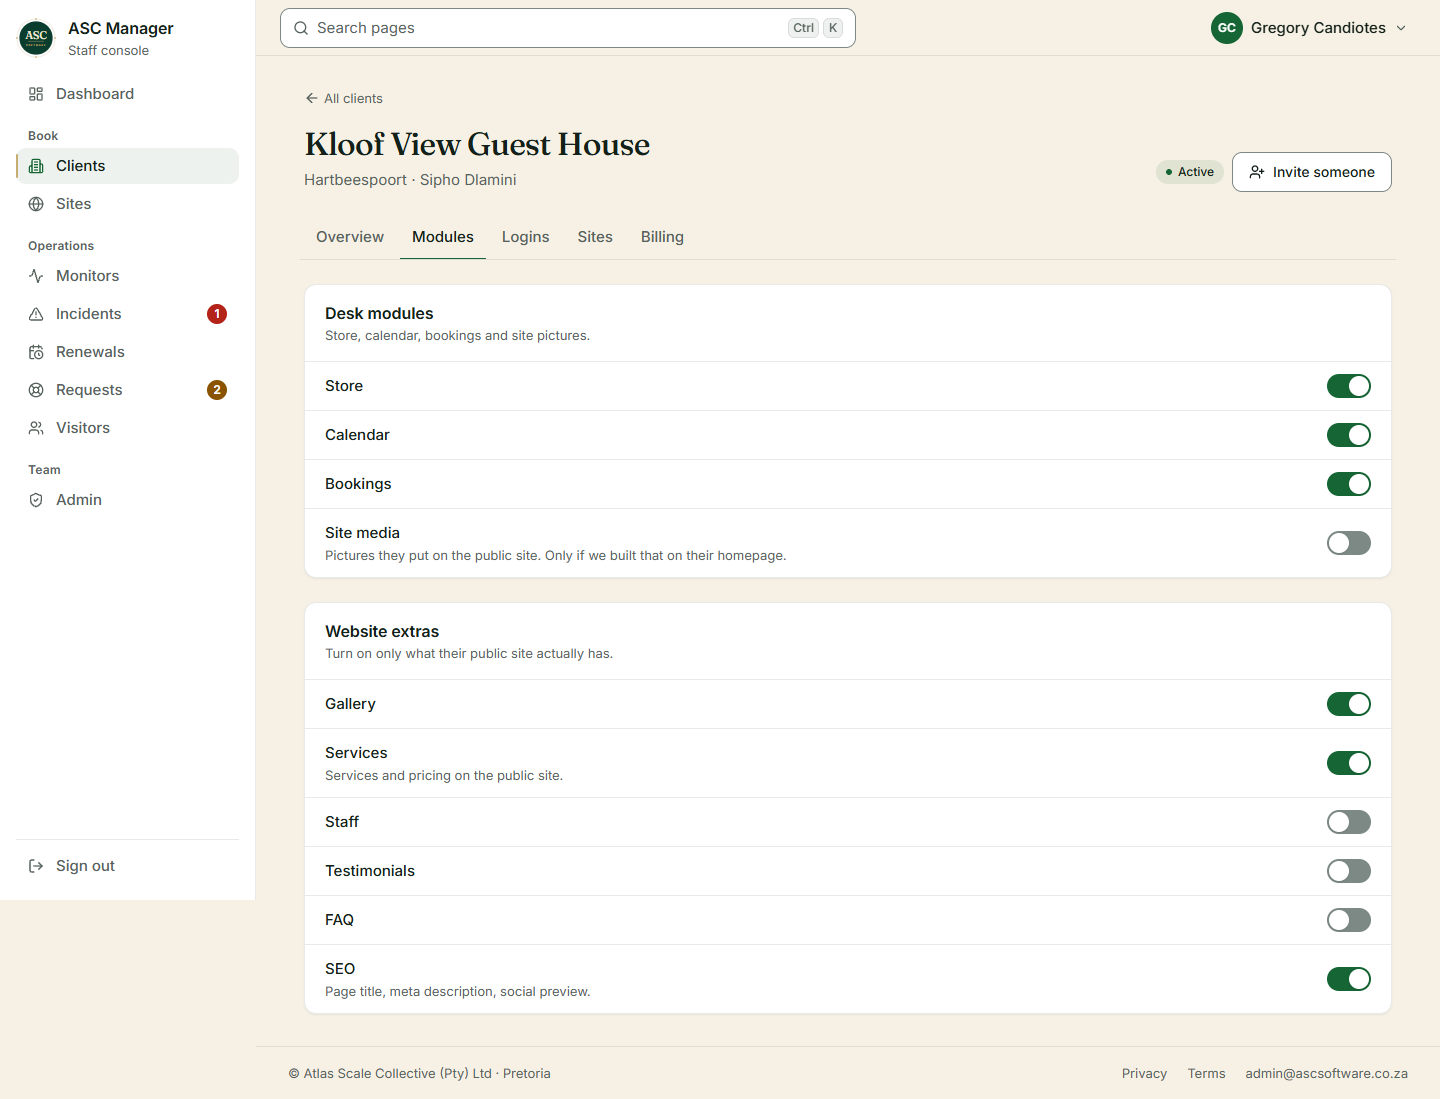 ASC
ASC Manager
Staff console
Dashboard
Book
Clients
Sites
Operations
Monitors
Incidents
1
Renewals
Requests
2
Visitors
Team
Admin
Sign out
Search pages
Ctrl K
GC
Gregory Candiotes
All clients
Kloof View Guest House
Hartbeespoort · Sipho Dlamini
Active
Invite someone
Overview Modules Logins Sites Billing
Desk modules
Store, calendar, bookings and site pictures.
Store
Calendar
Bookings
Site media
Pictures they put on the public site. Only if we built that on their homepage.
Website extras
Turn on only what their public site actually has.
Gallery
Services
Services and pricing on the public site.
Staff
Testimonials
FAQ
SEO
Page title, meta description, social preview.
© Atlas Scale Collective (Pty) Ltd · Pretoria
Privacy Terms admin@ascsoftware.co.za